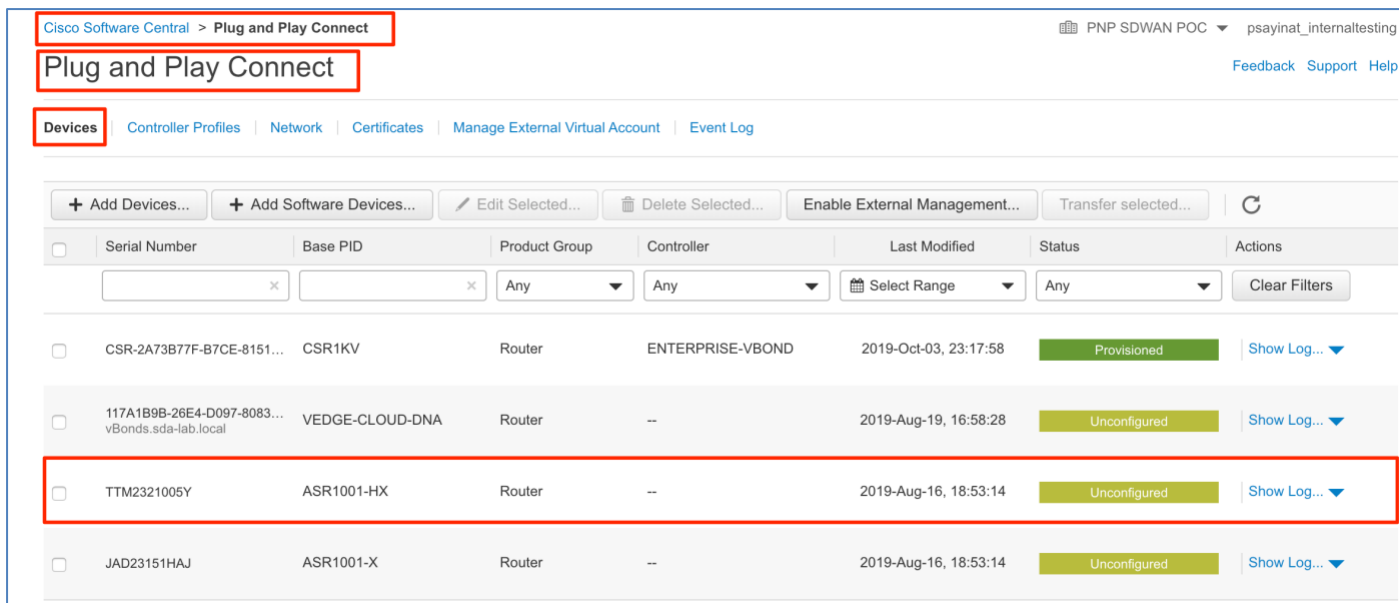 Cisco Software Central > Plug and Play Connect PNP SDWAN POC psayinat_internaltesting
Plug and Play Connect Feedback Support Help
Devices Controller Profiles Network Certificates Manage External Virtual Account Event Log
+ Add Devices... + Add Software Devices... Edit Selected... Delete Selected... Enable External Management... Transfer selected...
Serial Number Base PID Product Group Controller Last Modified Status Actions
× × Any Any Select Range Any Clear Filters
CSR-2A73B77F-B7CE-8151... CSR1KV Router ENTERPRISE-VBOND 2019-Oct-03, 23:17:58 Provisioned Show Log...
117A1B9B-26E4-D097-8083... VEDGE-CLOUD-DNA Router -- 2019-Aug-19, 16:58:28 Unconfigured Show Log...
vBonds.sda-lab.local
TTM2321005Y ASR1001-HX Router -- 2019-Aug-16, 18:53:14 Unconfigured Show Log...
JAD23151HAJ ASR1001-X Router -- 2019-Aug-16, 18:53:14 Unconfigured Show Log...